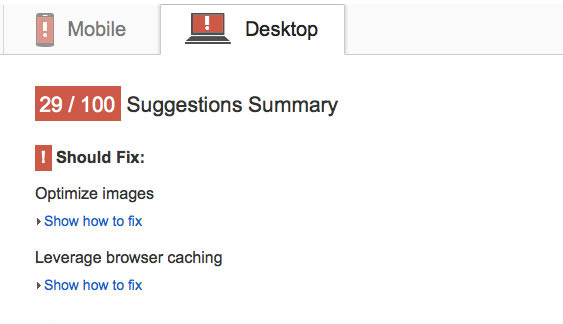 Mobile
Desktop
29 / 100 Suggestions Summary
! Should Fix:
Optimize images
Show how to fix
Leverage browser caching
Show how to fix